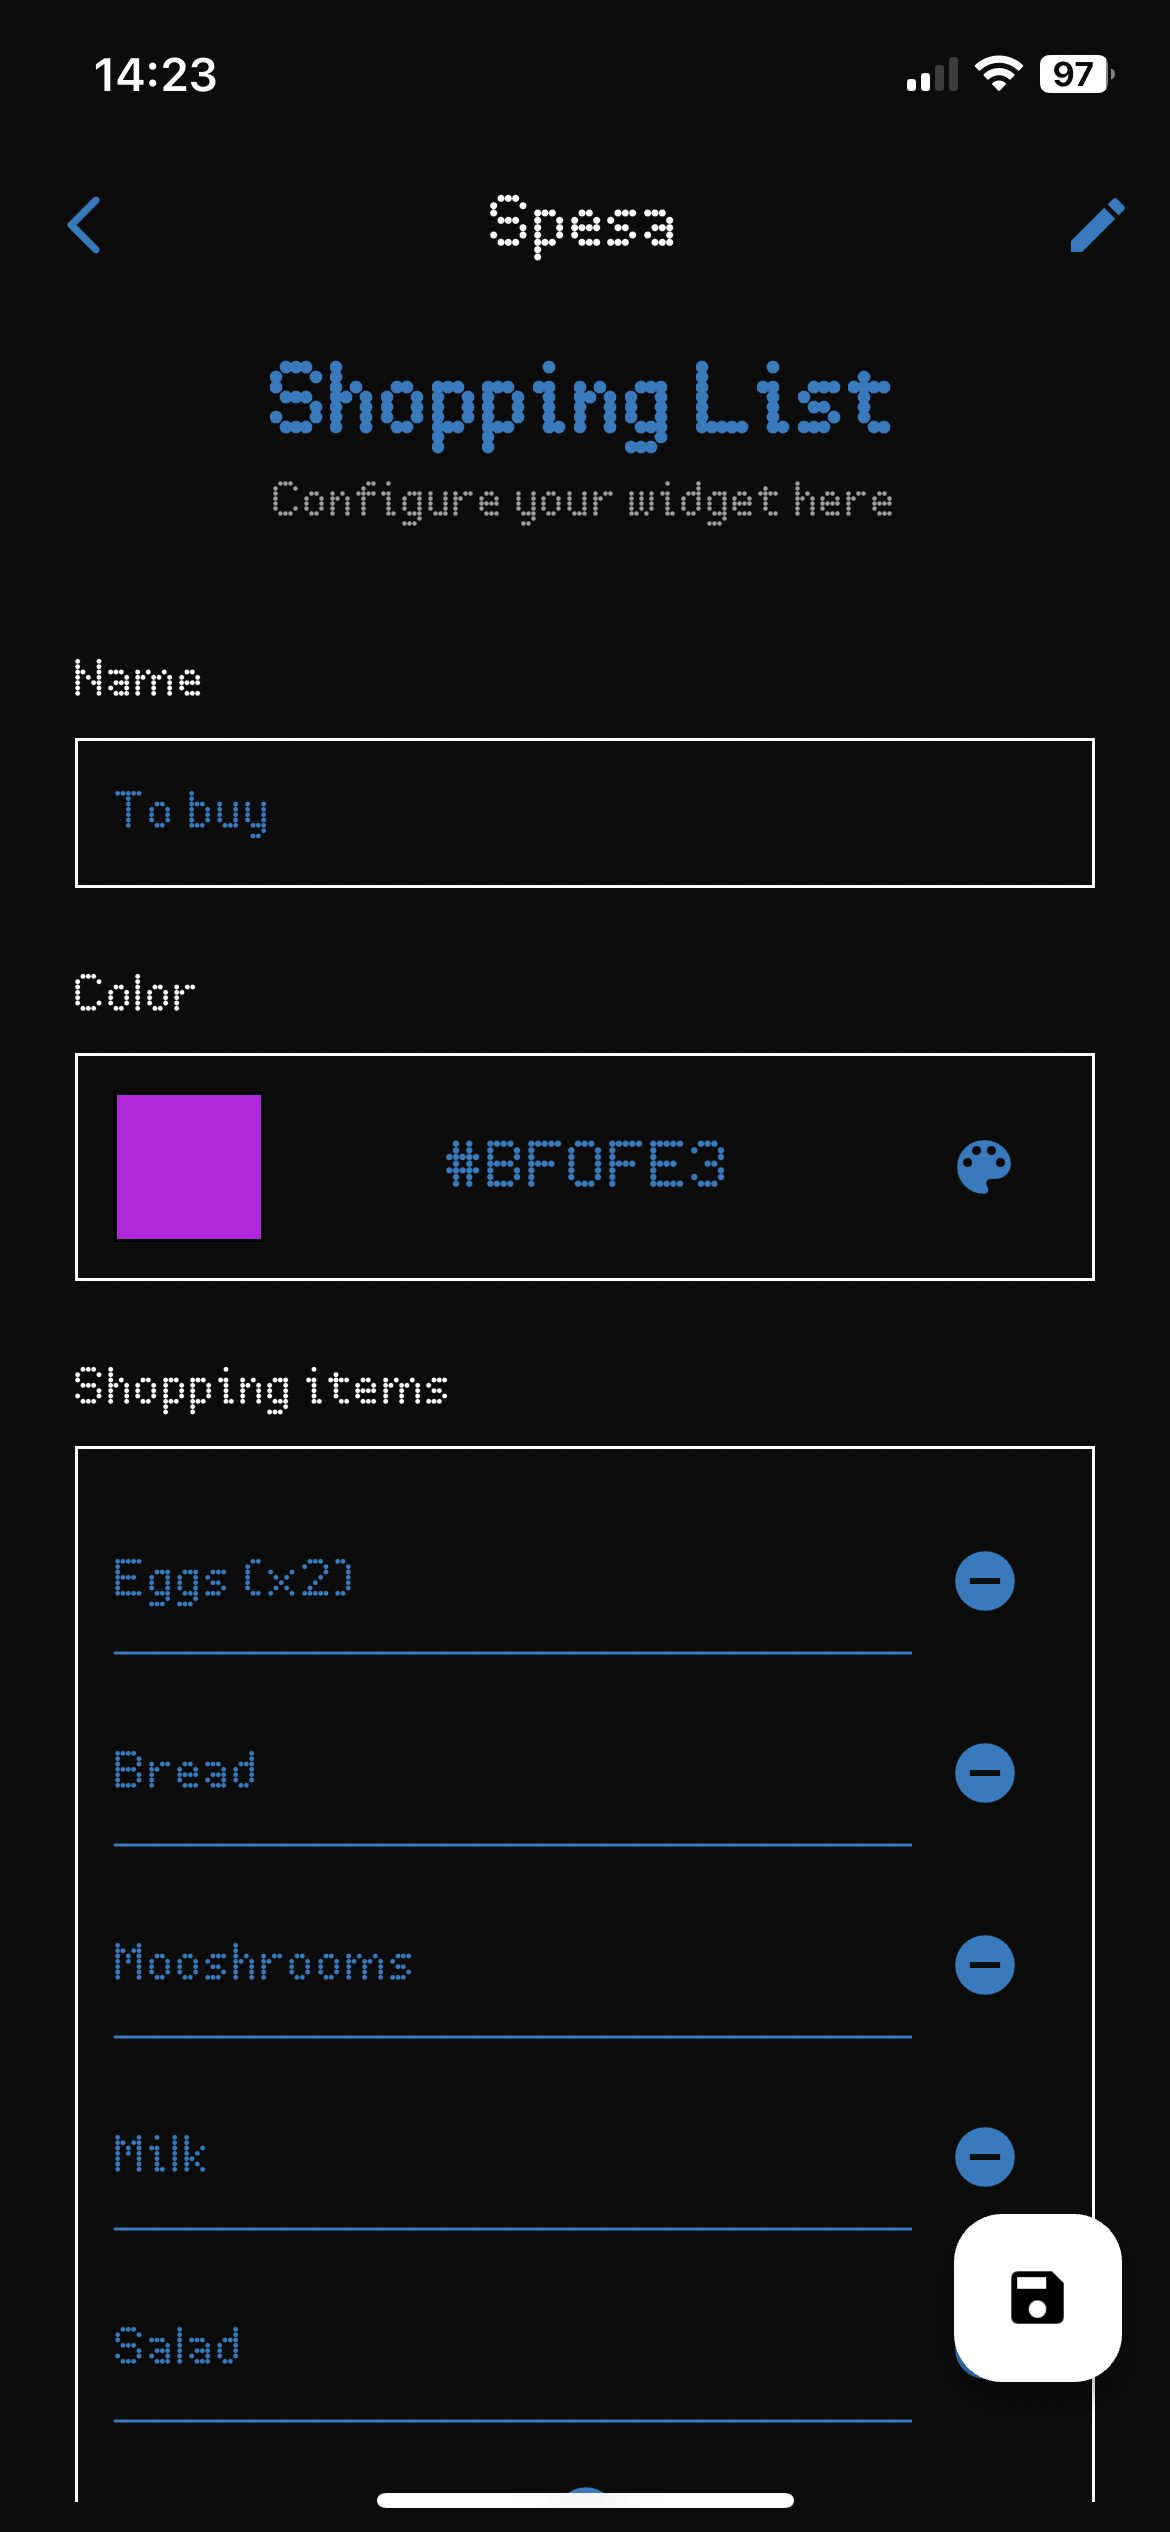 14:23
97
Spesa
Shopping List
Configure your widget here
Name
To buy
Color
#BF0FE3
Shopping items
Eggs (x2)
Bread
Mooshrooms
Milk
Salad